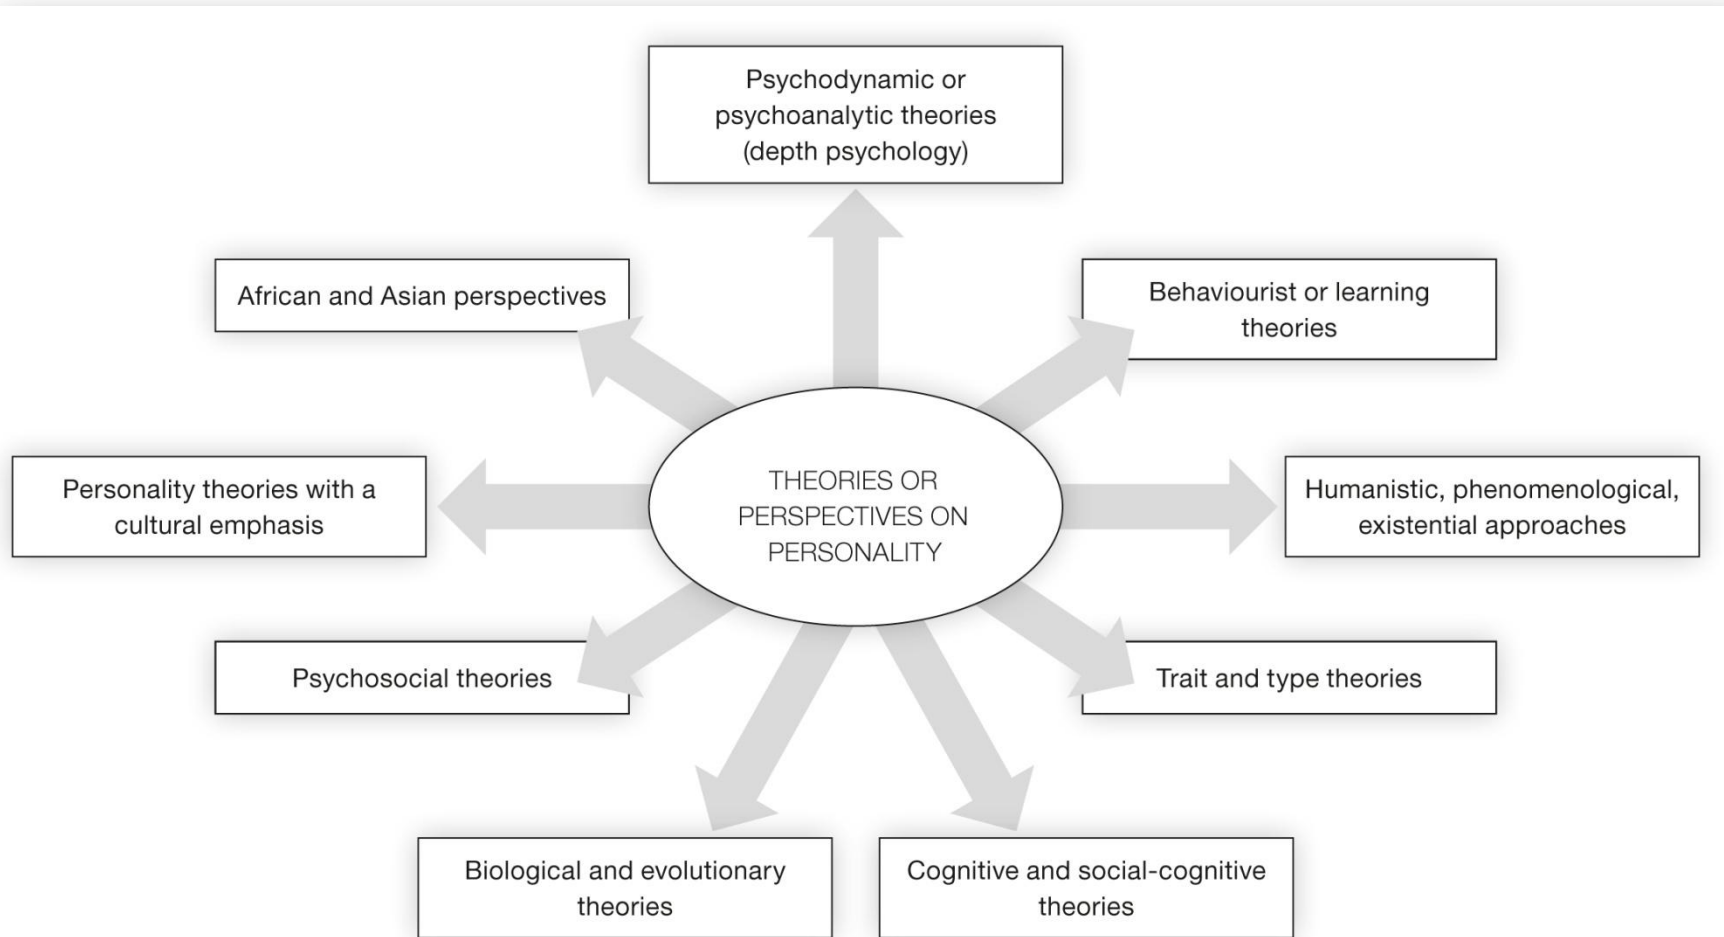 Psychodynamic or
psychoanalytic theories
(depth psychology)
African and Asian perspectives
Behaviourist or learning
theories
Personality theories with a
cultural emphasis
THEORIES OR
PERSPECTIVES ON
PERSONALITY
Humanistic, phenomenological,
existential approaches
Psychosocial theories
Trait and type theories
Biological and evolutionary
theories
Cognitive and social-cognitive
theories